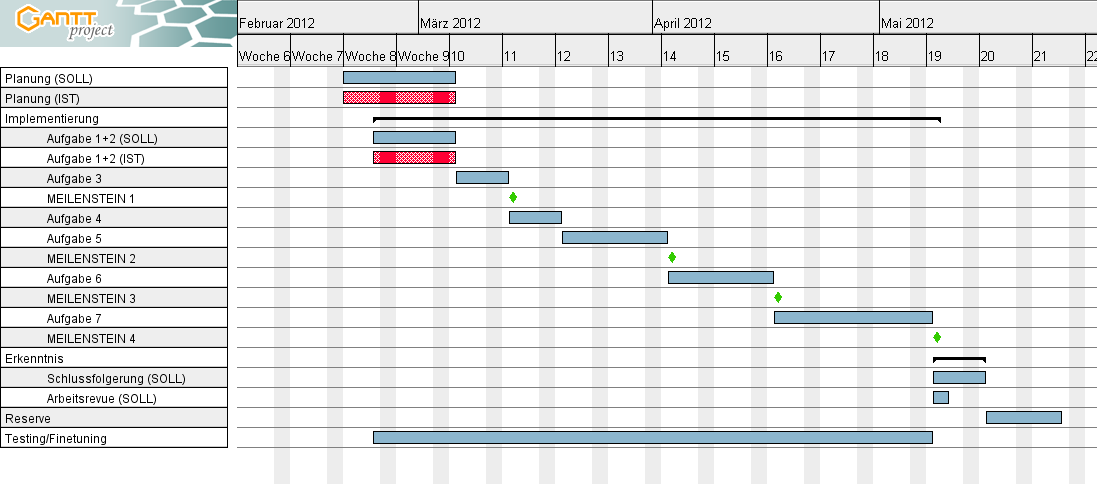 GANTT
project
Februar 2012 März 2012 April 2012 Mai 2012
Woche 6 Woche 7 Woche 8 Woche 9 10 11 12 13 14 15 16 17 18 19 20 21 22
Planung (SOLL)
Planung (IST)
Implementierung
Aufgabe 1+2 (SOLL)
Aufgabe 1+2 (IST)
Aufgabe 3
MEILENSTEIN 1
Aufgabe 4
Aufgabe 5
MEILENSTEIN 2
Aufgabe 6
MEILENSTEIN 3
Aufgabe 7
MEILENSTEIN 4
Erkenntnis
Schlussfolgerung (SOLL)
Arbeitsrevue (SOLL)
Reserve
Testing/Finetuning